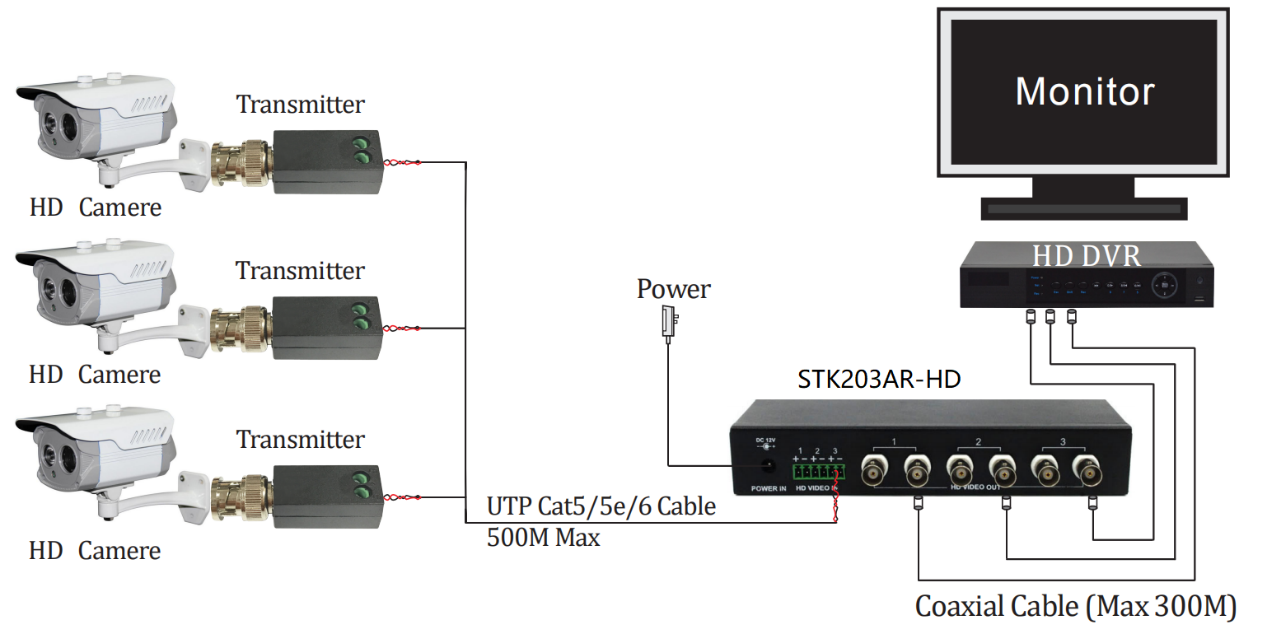 Monitor
Transmitter
HD Camere
HD DVR
Transmitter
Power
HD Camere
STK203AR-HD
Transmitter
DC 12V
1 2 3
+ - + - + -
1 2 3
POWER IN
HD VIDEO IN
HD VIDEO OUT
UTP Cat5/5e/6 Cable
500M Max
HD Camere
Coaxial Cable (Max 300M)